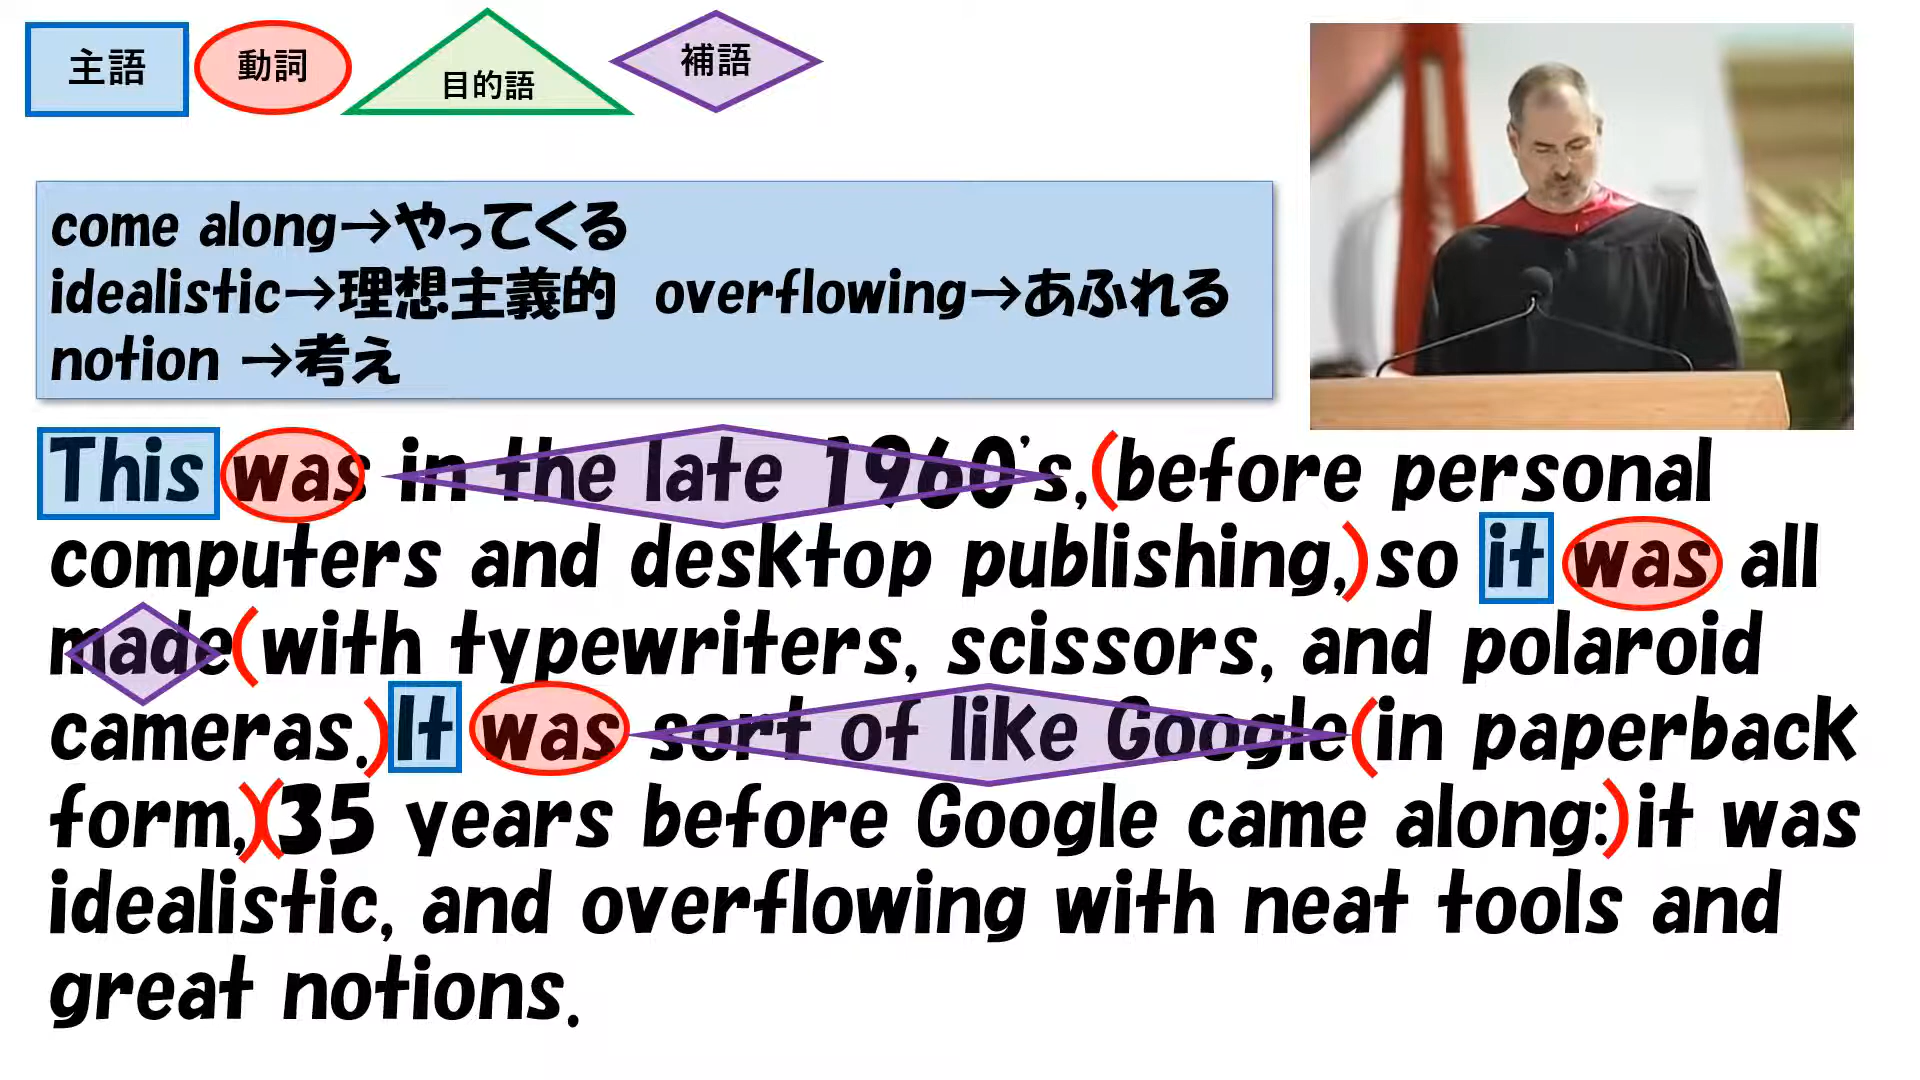 主語 動詞 目的語 補語
come along→やってくる
idealistic→理想主義的 overflowing→あふれる
notion →考え
This was in the late 1960's,(before personal
computers and desktop publishing,)so it was all
made(with typewriters, scissors, and polaroid
cameras.)It was sort of like Google(in paperback
form,)(35 years before Google came along:)it was
idealistic, and overflowing with neat tools and
great notions.